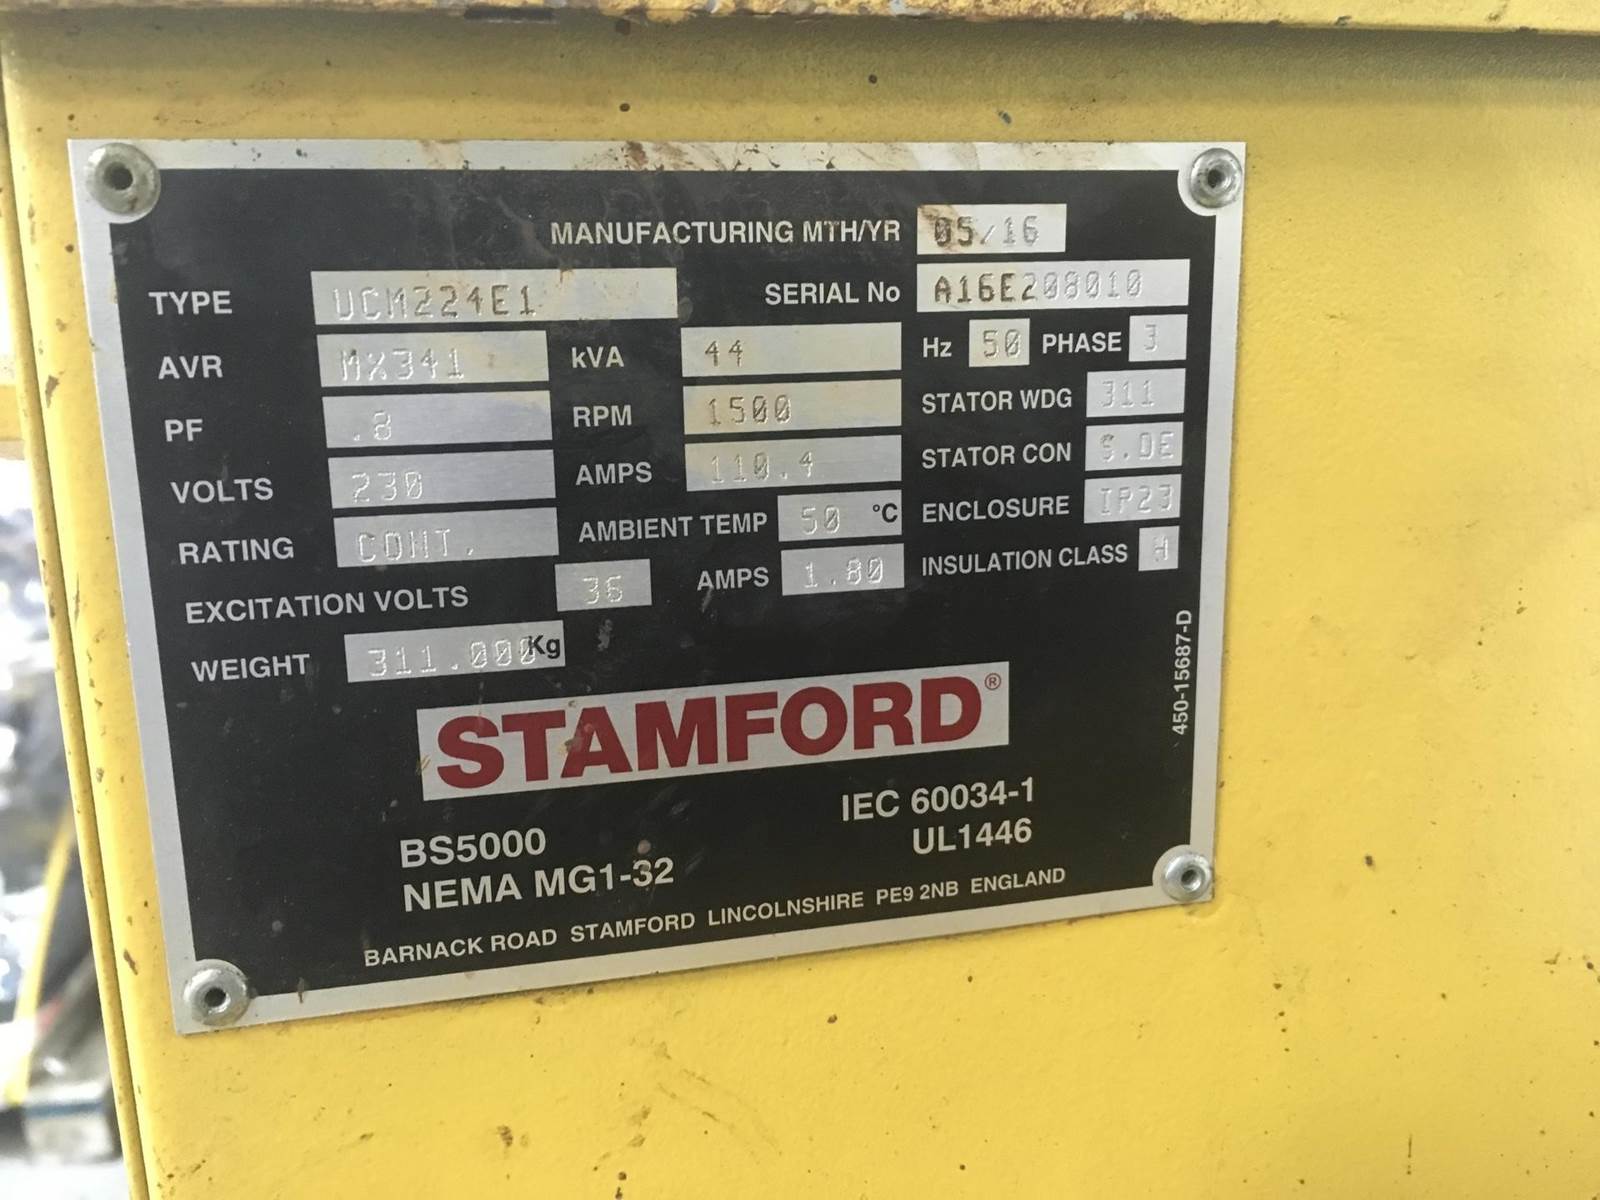 MANUFACTURING MTH/YR 05/16
TYPE UCM224E1 SERIAL No A16E208010
AVR MX341 kVA 44 Hz 50 PHASE 3
PF .8 RPM 1500 STATOR WDG 311
VOLTS 230 AMPS 110.4 STATOR CON S.DE
RATING CONT. AMBIENT TEMP 50 °C ENCLOSURE IP23
EXCITATION VOLTS 36 AMPS 1.80 INSULATION CLASS H
WEIGHT 311.000Kg
450-15687-D
STAMFORD®
BS5000 IEC 60034-1
NEMA MG1-32 UL1446
BARNACK ROAD STAMFORD LINCOLNSHIRE PE9 2NB ENGLAND